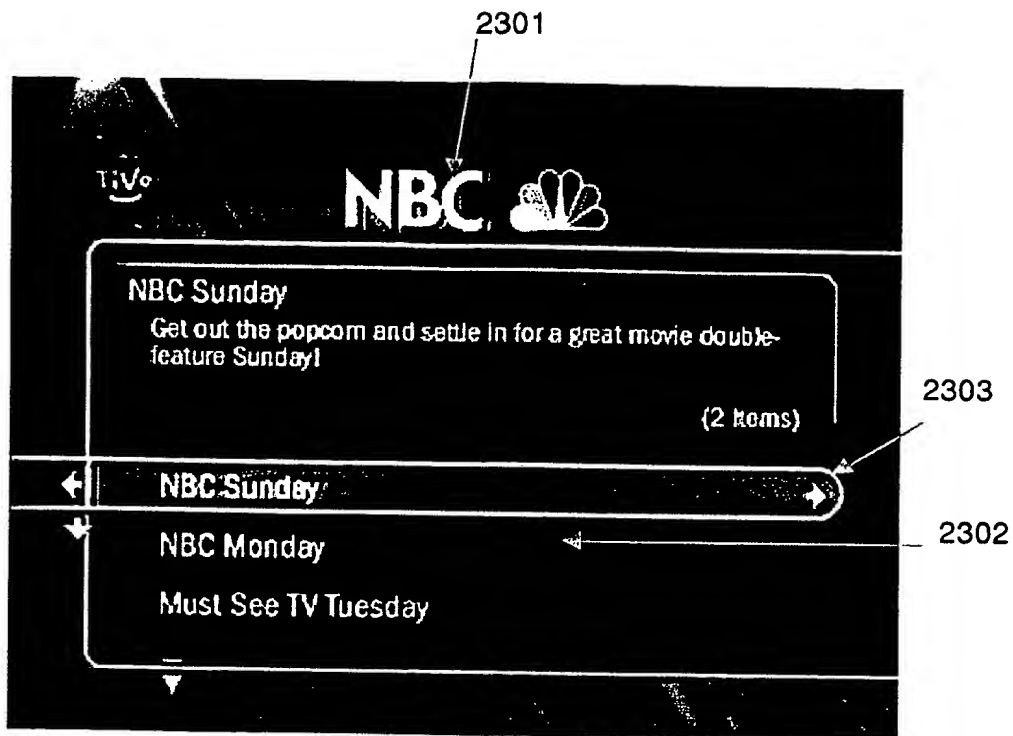 2301
TiVo
NBC
NBC Sunday
Get out the popcorn and settle in for a great movie double-
feature Sunday!
(2 items)
2303
NBC Sunday
NBC Monday
2302
Must See TV Tuesday